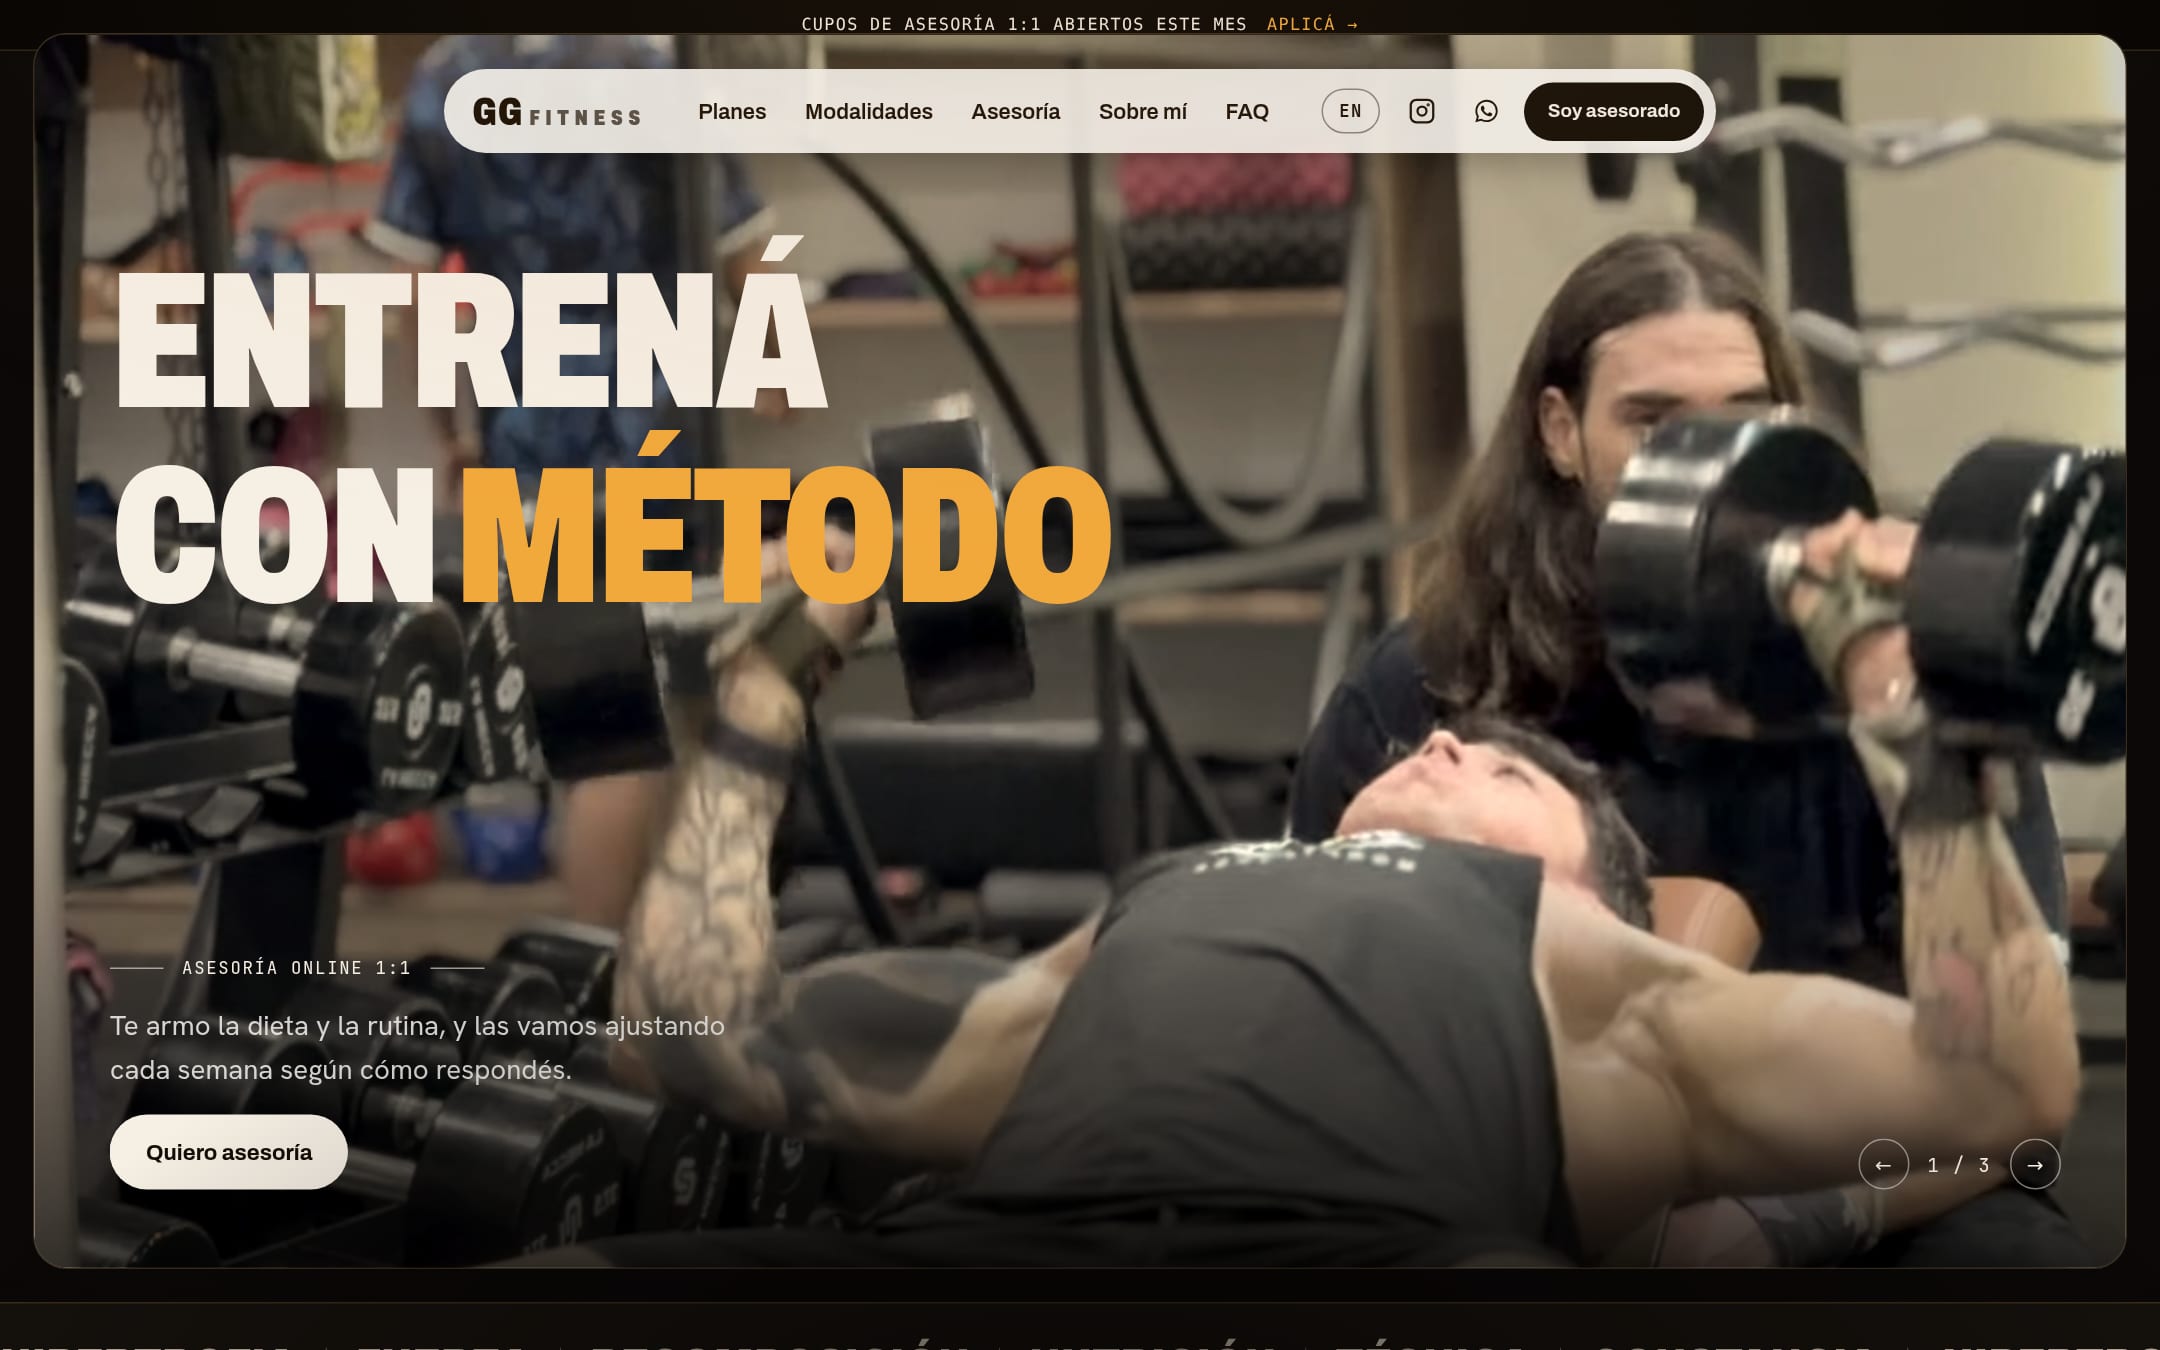 CUPOS DE ASESORÍA 1:1 ABIERTOS ESTE MES APLICÁ →
GG FITNESS Planes Modalidades Asesoría Sobre mí FAQ EN Soy asesorado
ENTRENÁ
CON MÉTODO
ASESORÍA ONLINE 1:1
Te armo la dieta y la rutina, y las vamos ajustando
cada semana según cómo respondés.
Quiero asesoría
← 1 / 3 →